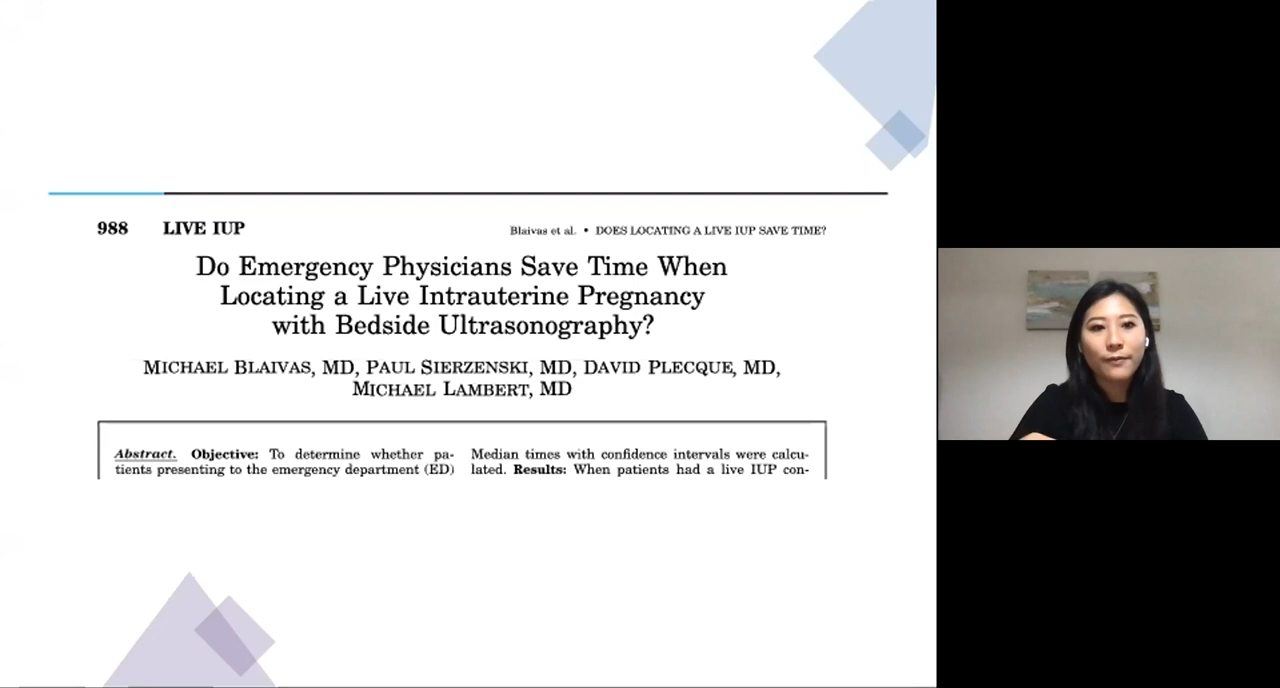 988 LIVE IUP Blaivas et al. • DOES LOCATING A LIVE IUP SAVE TIME?
Do Emergency Physicians Save Time When
Locating a Live Intrauterine Pregnancy
with Bedside Ultrasonography?
MICHAEL BLAIVAS, MD, PAUL SIERZENSKI, MD, DAVID PLECQUE, MD,
MICHAEL LAMBERT, MD
Abstract. Objective: To determine whether pa-
tients presenting to the emergency department (ED)
Median times with confidence intervals were calcu-
lated. Results: When patients had a live IUP con-